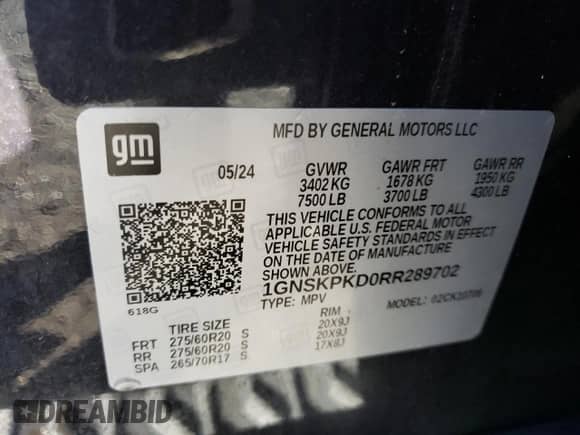 gm
MFD BY GENERAL MOTORS LLC
05/24 GVWR GAWR FRT GAWR RR
3402 KG 1678 KG 1950 KG
7500 LB 3700 LB 4300 LB
THIS VEHICLE CONFORMS TO ALL
APPLICABLE U.S. FEDERAL MOTOR
VEHICLE SAFETY STANDARDS IN EFFECT
ON THE DATE OF MANUFACTURE
SHOWN ABOVE.
1GNSKPKD0RR289702
618G
TYPE: MPV MODEL: 02CK10706
TIRE SIZE RIM
FRT 275/60R20 S 20X9J
RR 275/60R20 S 20X9J
SPA 265/70R17 S 17X8J
DREAMBID